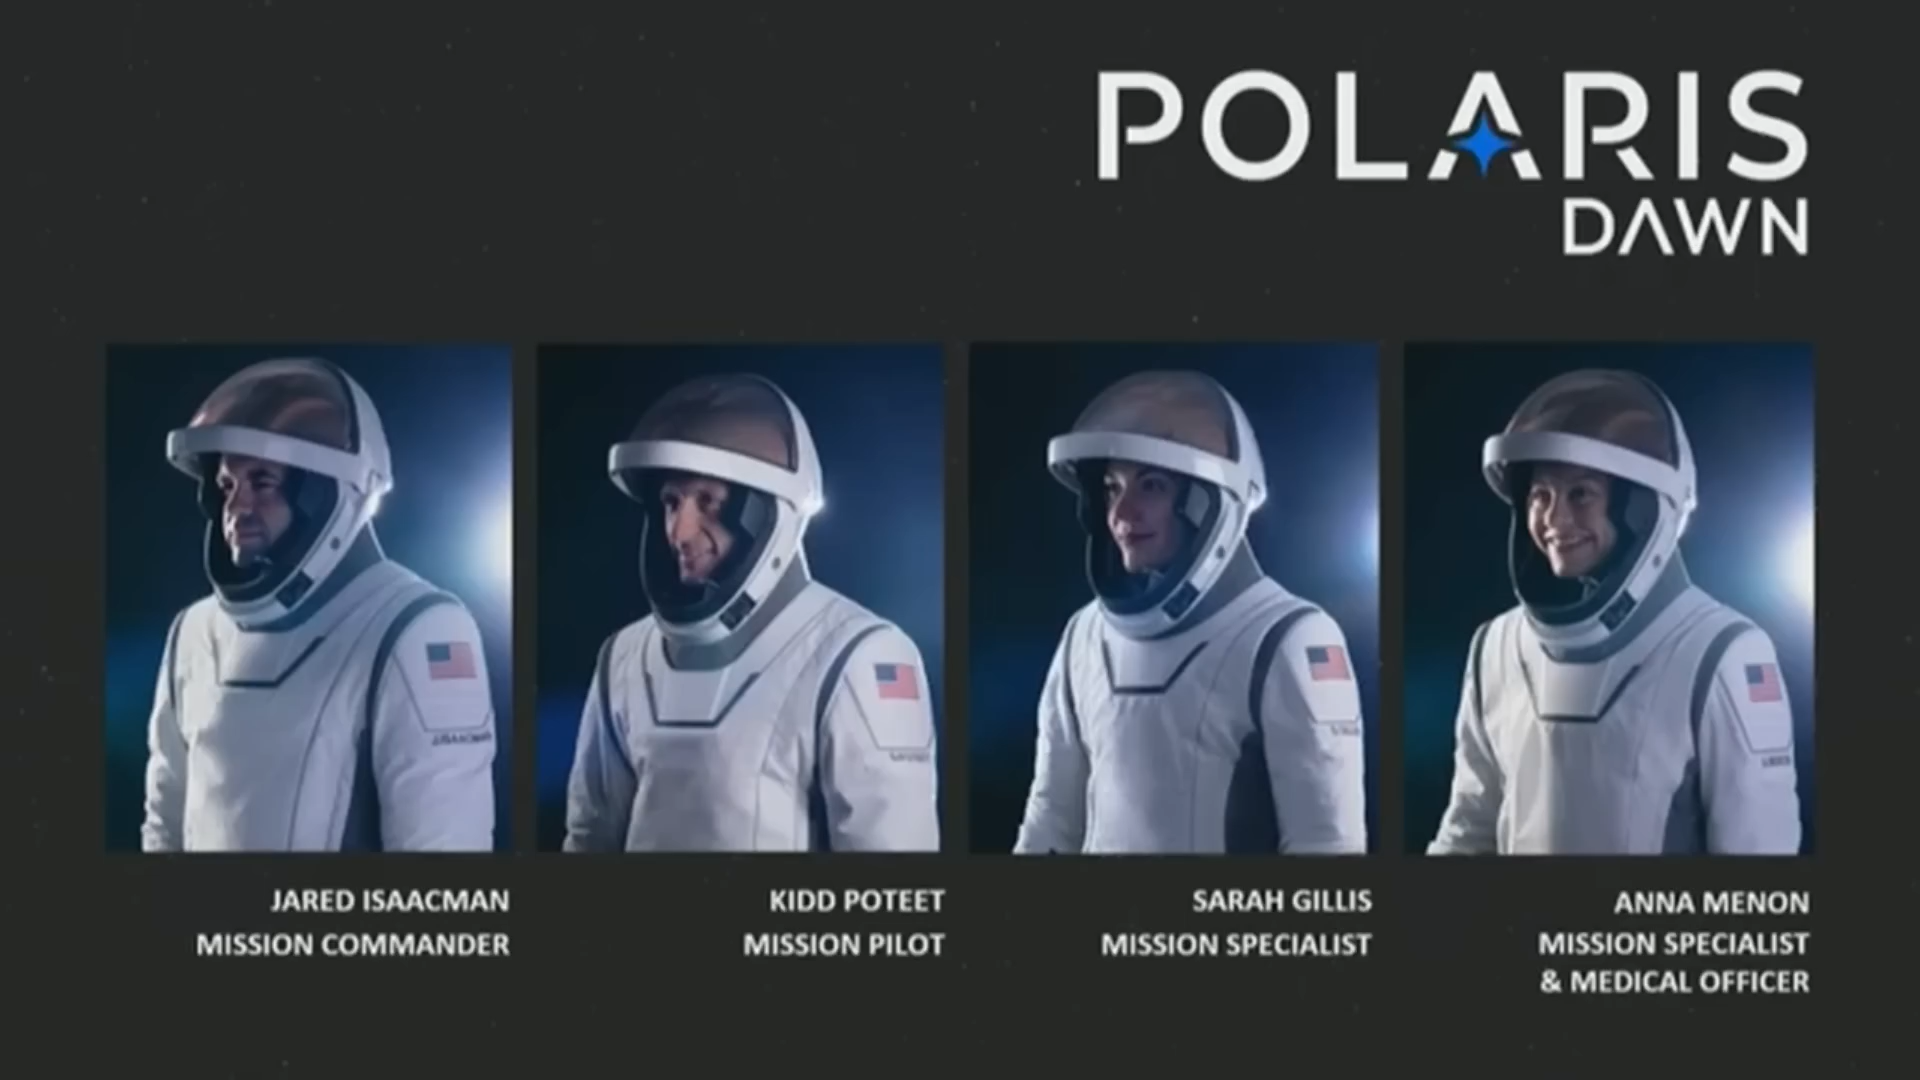 POLARIS
DAWN
JARED ISAACMAN
MISSION COMMANDER
KIDD POTEET
MISSION PILOT
SARAH GILLIS
MISSION SPECIALIST
ANNA MENON
MISSION SPECIALIST
& MEDICAL OFFICER